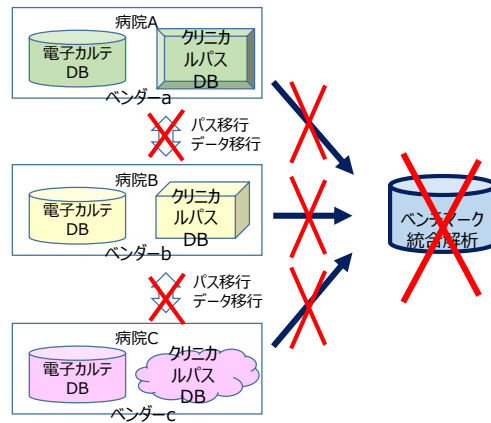 病院A
電子カルテ
DB
クリニカ
ルパス
DB
ベンダーa
パス移行
データ移行
病院B
電子カルテ
DB
クリニカ
ルパス
DB
ベンダーb
ベンチマーク
統合解析
パス移行
データ移行
病院C
電子カルテ
DB
クリニカ
ルパス
DB
ベンダーc